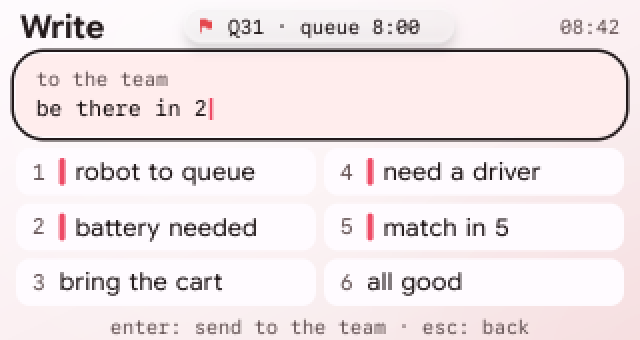 Write
Q31 · queue 8:00
08:42
to the team
be there in 2
1 robot to queue
4 need a driver
2 battery needed
5 match in 5
3 bring the cart
6 all good
enter: send to the team · esc: back